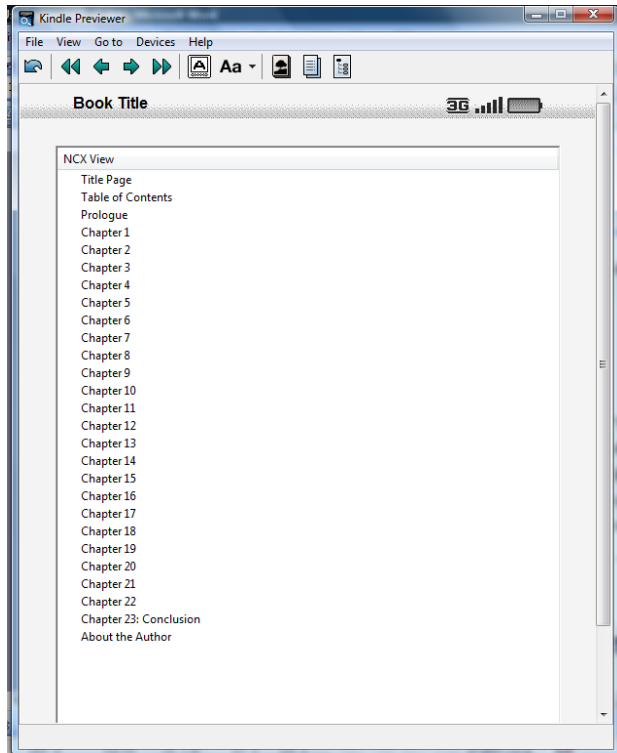 Kindle Previewer
File View Go to Devices Help
A Aa
Book Title
3G
NCX View
Title Page
Table of Contents
Prologue
Chapter 1
Chapter 2
Chapter 3
Chapter 4
Chapter 5
Chapter 6
Chapter 7
Chapter 8
Chapter 9
Chapter 10
Chapter 11
Chapter 12
Chapter 13
Chapter 14
Chapter 15
Chapter 16
Chapter 17
Chapter 18
Chapter 19
Chapter 20
Chapter 21
Chapter 22
Chapter 23: Conclusion
About the Author